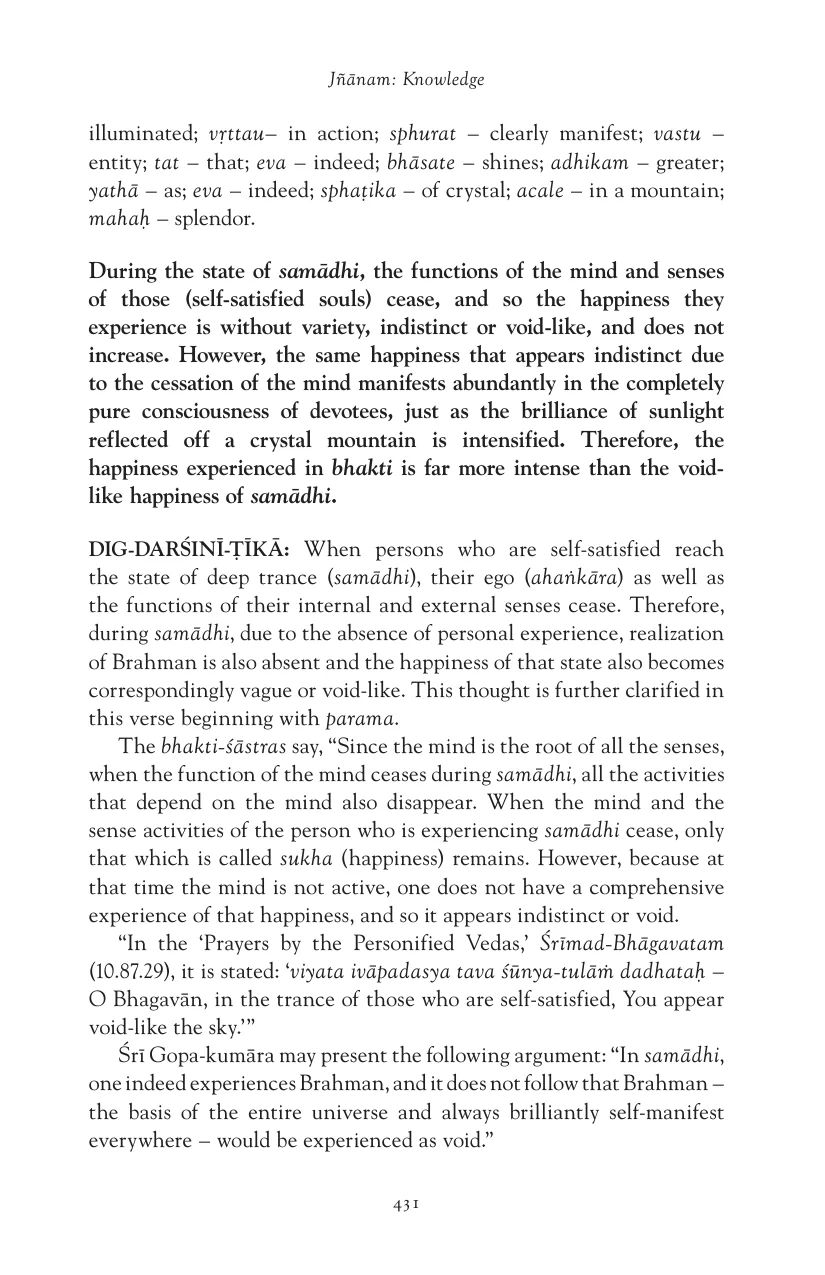 Jñānam: Knowledge
illuminated; vṛttau– in action; sphurat – clearly manifest; vastu –
entity; tat – that; eva – indeed; bhāsate – shines; adhikam – greater;
yathā – as; eva – indeed; sphaṭika – of crystal; acale – in a mountain;
mahaḥ – splendor.
During the state of samādhi, the functions of the mind and senses
of those (self-satisfied souls) cease, and so the happiness they
experience is without variety, indistinct or void-like, and does not
increase. However, the same happiness that appears indistinct due
to the cessation of the mind manifests abundantly in the completely
pure consciousness of devotees, just as the brilliance of sunlight
reflected off a crystal mountain is intensified. Therefore, the
happiness experienced in bhakti is far more intense than the void-
like happiness of samādhi.
DIG-DARŚINĪ-ṬĪKĀ: When persons who are self-satisfied reach
the state of deep trance (samādhi), their ego (ahaṅkāra) as well as
the functions of their internal and external senses cease. Therefore,
during samādhi, due to the absence of personal experience, realization
of Brahman is also absent and the happiness of that state also becomes
correspondingly vague or void-like. This thought is further clarified in
this verse beginning with parama.
The bhakti-śāstras say, “Since the mind is the root of all the senses,
when the function of the mind ceases during samādhi, all the activities
that depend on the mind also disappear. When the mind and the
sense activities of the person who is experiencing samādhi cease, only
that which is called sukha (happiness) remains. However, because at
that time the mind is not active, one does not have a comprehensive
experience of that happiness, and so it appears indistinct or void.
“In the ‘Prayers by the Personified Vedas,’ Śrīmad-Bhāgavatam
(10.87.29), it is stated: ‘viyata ivāpadasya tava śūnya-tulāṁ dadhataḥ –
O Bhagavān, in the trance of those who are self-satisfied, You appear
void-like the sky.’”
Śrī Gopa-kumāra may present the following argument: “In samādhi,
one indeed experiences Brahman, and it does not follow that Brahman –
the basis of the entire universe and always brilliantly self-manifest
everywhere – would be experienced as void.”
431